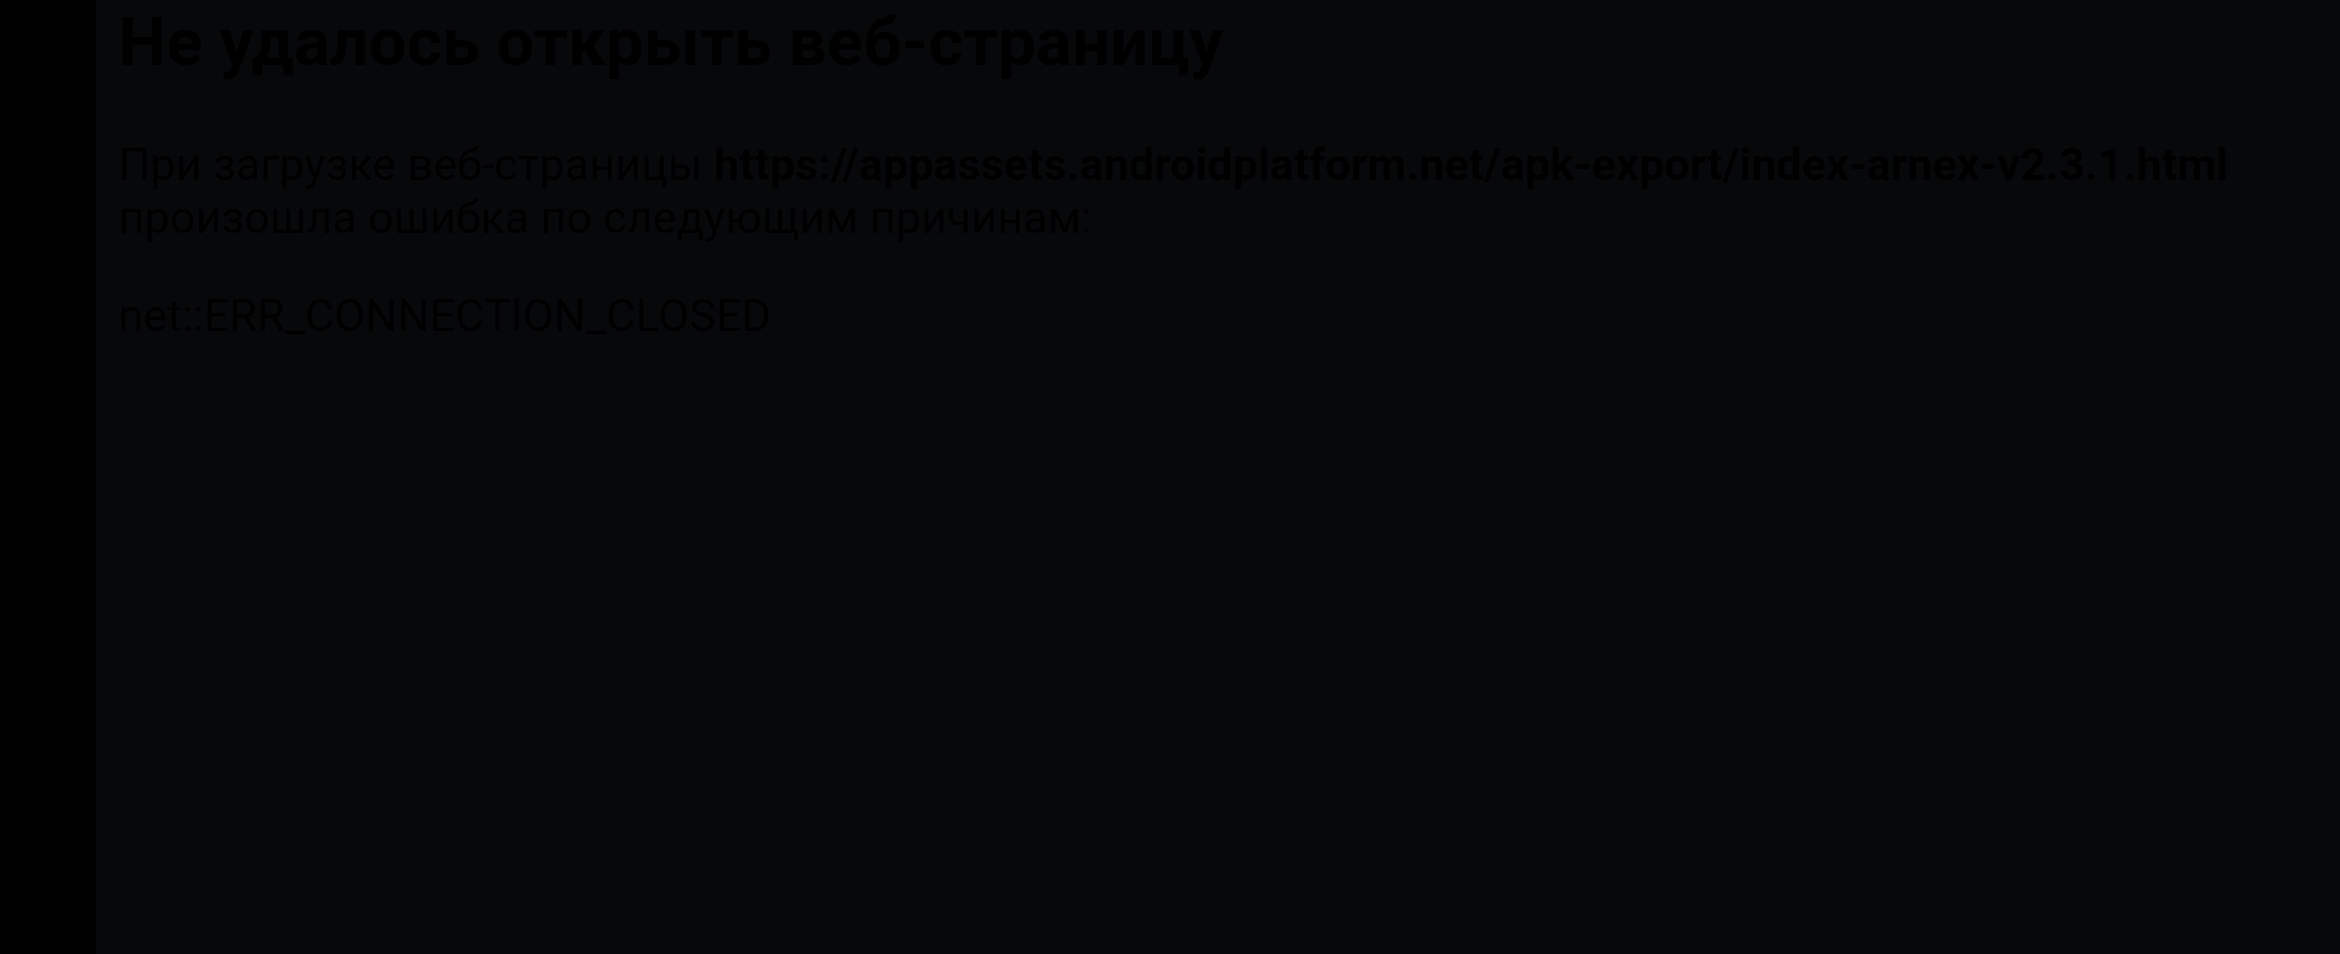 Не удалось открыть веб-страницу
При загрузке веб-страницы https://appassets.androidplatform.net/apk-export/index-arnex-v2.3.1.html
произошла ошибка по следующим причинам:
net::ERR_CONNECTION_CLOSED